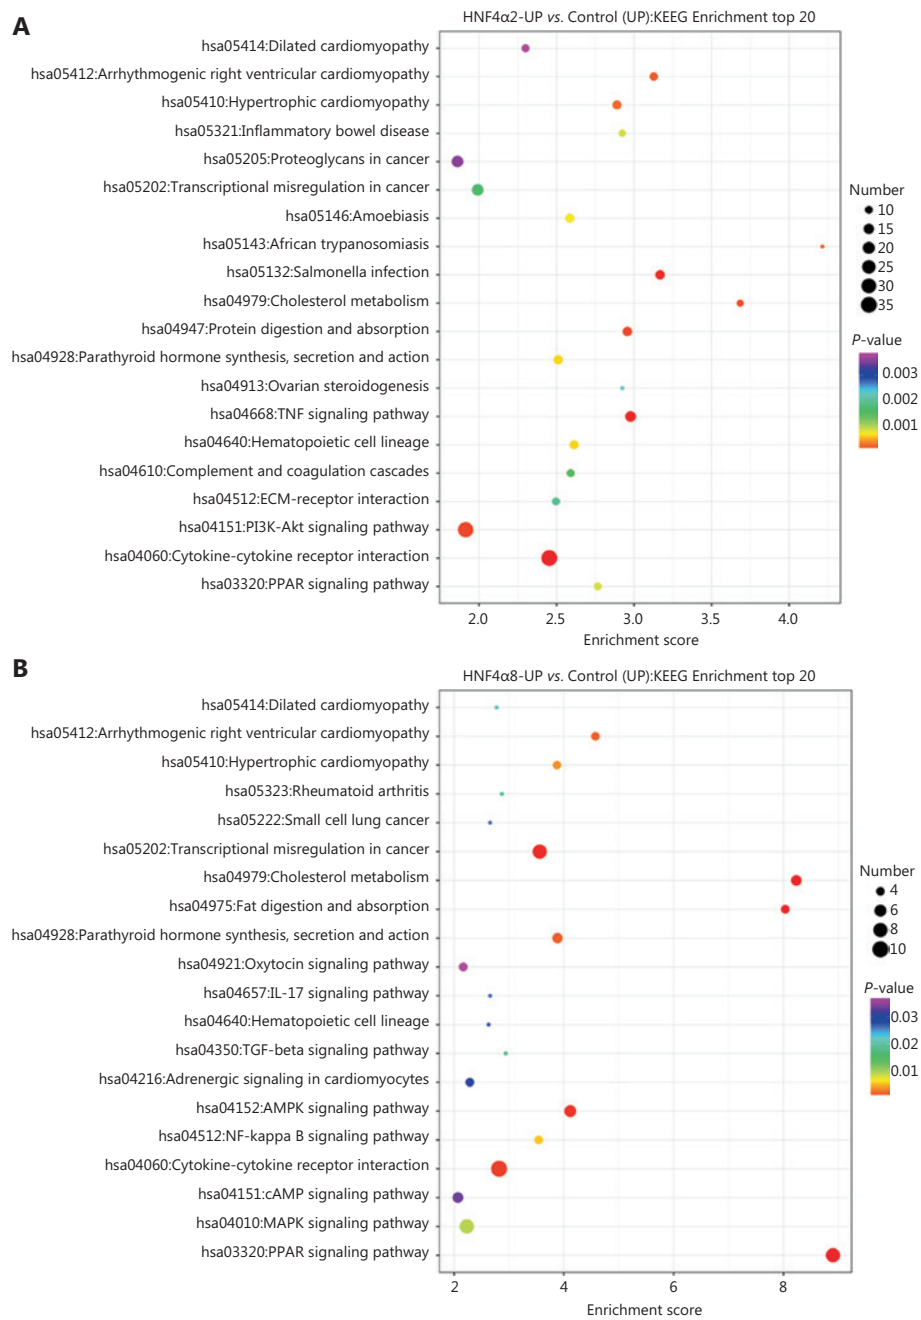 A
HNF4α2-UP vs. Control (UP):KEEG Enrichment top 20
hsa05414:Dilated cardiomyopathy
hsa05412:Arrhythmogenic right ventricular cardiomyopathy
hsa05410:Hypertrophic cardiomyopathy
hsa05321:Inflammatory bowel disease
hsa05205:Proteoglycans in cancer
hsa05202:Transcriptional misregulation in cancer
hsa05146:Amoebiasis
hsa05143:African trypanosomiasis
hsa05132:Salmonella infection
hsa04979:Cholesterol metabolism
hsa04947:Protein digestion and absorption
hsa04928:Parathyroid hormone synthesis, secretion and action
hsa04913:Ovarian steroidogenesis
hsa04668:TNF signaling pathway
hsa04640:Hematopoietic cell lineage
hsa04610:Complement and coagulation cascades
hsa04512:ECM-receptor interaction
hsa04151:PI3K-Akt signaling pathway
hsa04060:Cytokine-cytokine receptor interaction
hsa03320:PPAR signaling pathway
2.0 2.5 3.0 3.5 4.0
Enrichment score
Number
10
15
20
25
30
35
P-value
0.003
0.002
0.001
B
HNF4α8-UP vs. Control (UP):KEEG Enrichment top 20
hsa05414:Dilated cardiomyopathy
hsa05412:Arrhythmogenic right ventricular cardiomyopathy
hsa05410:Hypertrophic cardiomyopathy
hsa05323:Rheumatoid arthritis
hsa05222:Small cell lung cancer
hsa05202:Transcriptional misregulation in cancer
hsa04979:Cholesterol metabolism
hsa04975:Fat digestion and absorption
hsa04928:Parathyroid hormone synthesis, secretion and action
hsa04921:Oxytocin signaling pathway
hsa04657:IL-17 signaling pathway
hsa04640:Hematopoietic cell lineage
hsa04350:TGF-beta signaling pathway
hsa04216:Adrenergic signaling in cardiomyocytes
hsa04152:AMPK signaling pathway
hsa04512:NF-kappa B signaling pathway
hsa04060:Cytokine-cytokine receptor interaction
hsa04151:cAMP signaling pathway
hsa04010:MAPK signaling pathway
hsa03320:PPAR signaling pathway
2 4 6 8
Enrichment score
Number
4
6
8
10
P-value
0.03
0.02
0.01